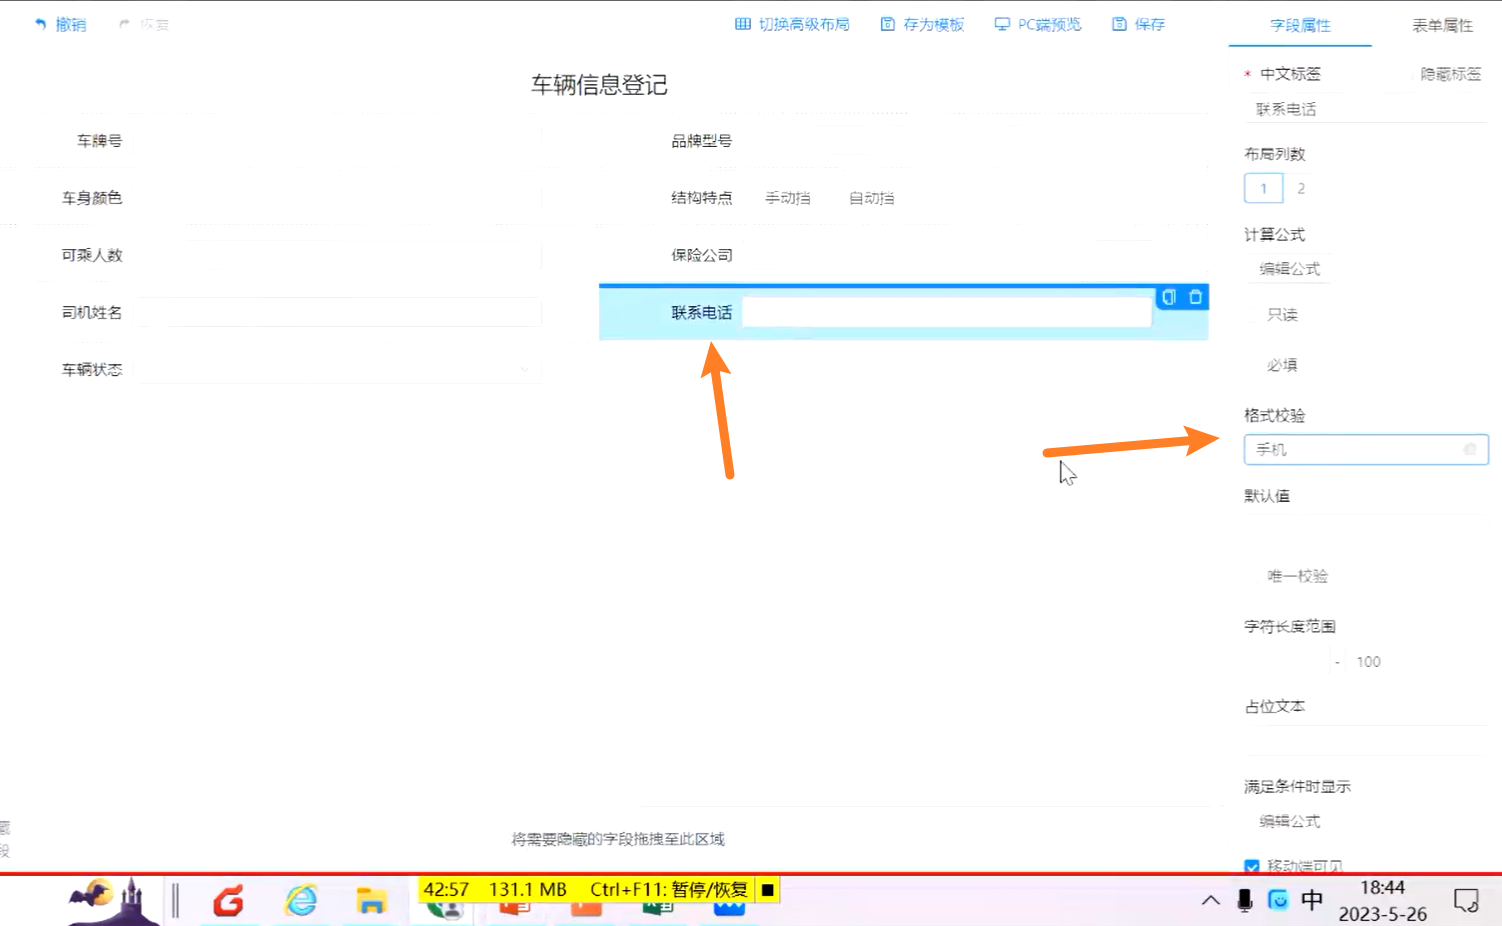 撤销 恢复 切换高级布局 存为模板 PC端预览 保存 字段属性 表单属性
* 中文标签 隐藏标签
联系电话
车辆信息登记
车牌号 品牌型号
车身颜色 结构特点 手动挡 自动挡
可乘人数 保险公司
司机姓名 联系电话
车辆状态
布局列数
1 2
计算公式
编辑公式
只读
必填
格式校验
手机
默认值
唯一校验
字符长度范围
- 100
占位文本
满足条件时显示
编辑公式
移动端可见
藏
段
将需要隐藏的字段拖拽至此区域
42:57 131.1 MB Ctrl+F11: 暂停/恢复
中
18:44
2023-5-26